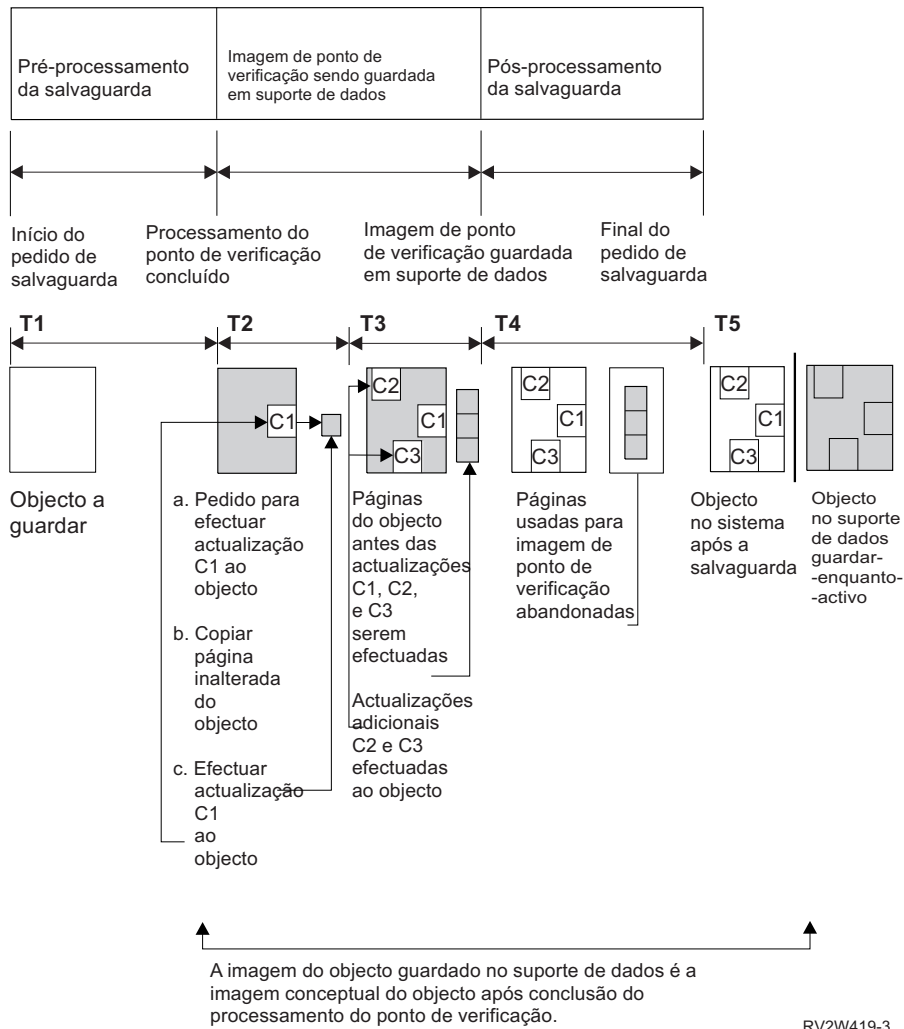 Pré-processamento
da salvaguarda
Imagem de ponto de
verificação sendo guardada
em suporte de dados
Pós-processamento
da salvaguarda
Início do
pedido de
salvaguarda
Processamento do
ponto de verificação
concluído
Imagem de ponto
de verificação guardada
em suporte de dados
Final do
pedido de
salvaguarda
T1
T2
T3
T4
T5
C1
C2
C1
C3
C2
C1
C3
C2
C1
C3
Objecto a
guardar
a. Pedido para
efectuar
actualização
C1 ao
objecto
b. Copiar
página
inalterada
do
objecto
c. Efectuar
actualização
C1
ao
objecto
Páginas
do objecto
antes das
actualizações
C1, C2,
e C3
serem
efectuadas
Actualizações
adicionais
C2 e C3
efectuadas
ao objecto
Páginas
usadas para
imagem de
ponto de
verificação
abandonadas
Objecto
no sistema
após a
salvaguarda
Objecto
no suporte
de dados
guardar-
-enquanto-
-activo
A imagem do objecto guardado no suporte de dados é a
imagem conceptual do objecto após conclusão do
processamento do ponto de verificação.
RV2W419-3